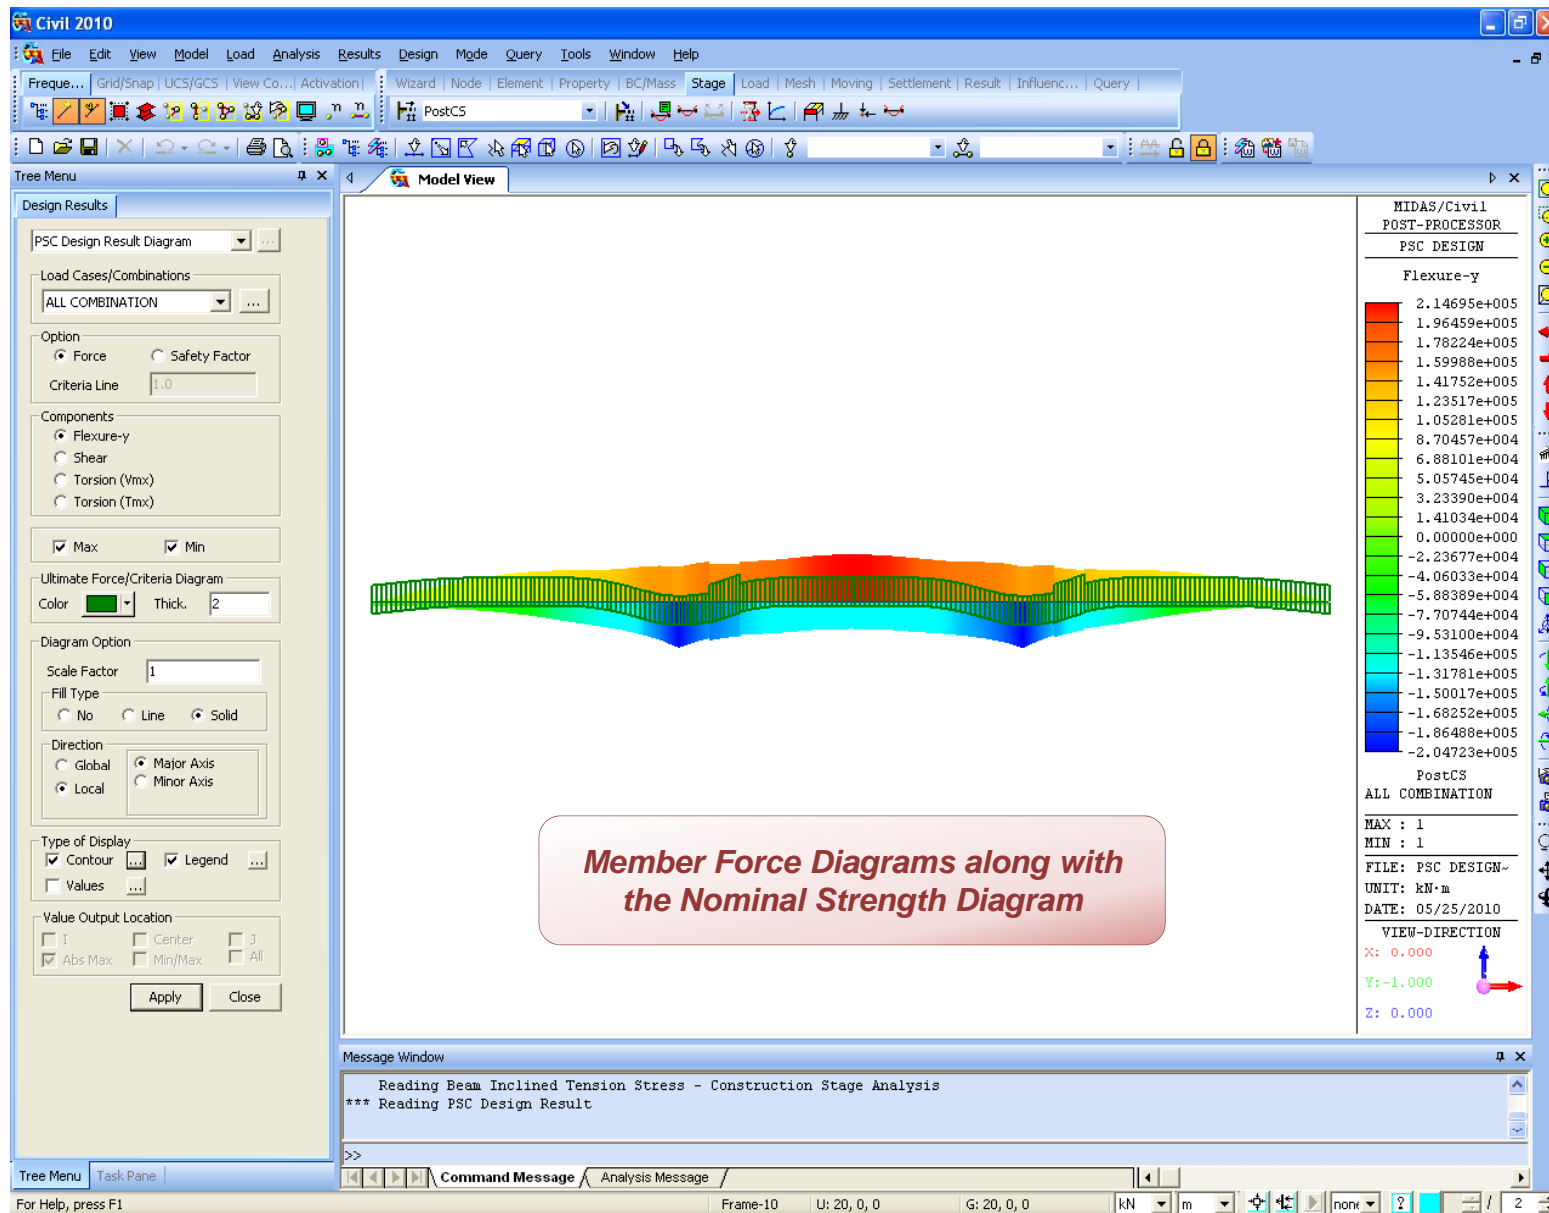 Civil 2010
File Edit View Model Load Analysis Results Design Mode Query Tools Window Help
Freque... Grid/Snap UCS/GCS View Co... Activation Wizard Node Element Property BC/Mass Stage Load Mesh Moving Settlement Result Influenc... Query
PostCS
Tree Menu
Model View
Design Results
PSC Design Result Diagram ...
Load Cases/Combinations
ALL COMBINATION ...
Option
Force Safety Factor
Criteria Line 1.0
Components
Flexure-y
Shear
Torsion (Vmx)
Torsion (Tmx)
Max Min
Ultimate Force/Criteria Diagram
Color Thick. 2
Diagram Option
Scale Factor 1
Fill Type
No Line Solid
Direction
Global Major Axis
Local Minor Axis
Type of Display
Contour ... Legend ...
Values ...
Value Output Location
I Center J
Abs Max Min/Max All
Apply Close
Tree Menu Task Pane
MIDAS/Civil
POST-PROCESSOR
PSC DESIGN
Flexure-y
2.14695e+005
1.96459e+005
1.78224e+005
1.59988e+005
1.41752e+005
1.23517e+005
1.05281e+005
8.70457e+004
6.88101e+004
5.05745e+004
3.23390e+004
1.41034e+004
0.00000e+000
-2.23677e+004
-4.06033e+004
-5.88389e+004
-7.70744e+004
-9.53100e+004
-1.13546e+005
-1.31781e+005
-1.50017e+005
-1.68252e+005
-1.86488e+005
-2.04723e+005
PostCS
ALL COMBINATION
MAX : 1
MIN : 1
FILE: PSC DESIGN~
UNIT: kN·m
DATE: 05/25/2010
VIEW-DIRECTION
X: 0.000
Y:-1.000
Z: 0.000
Member Force Diagrams along with
the Nominal Strength Diagram
Message Window
Reading Beam Inclined Tension Stress - Construction Stage Analysis
*** Reading PSC Design Result
>>
Command Message Analysis Message
For Help, press F1 Frame-10 U: 20, 0, 0 G: 20, 0, 0 kN m none ? / 2